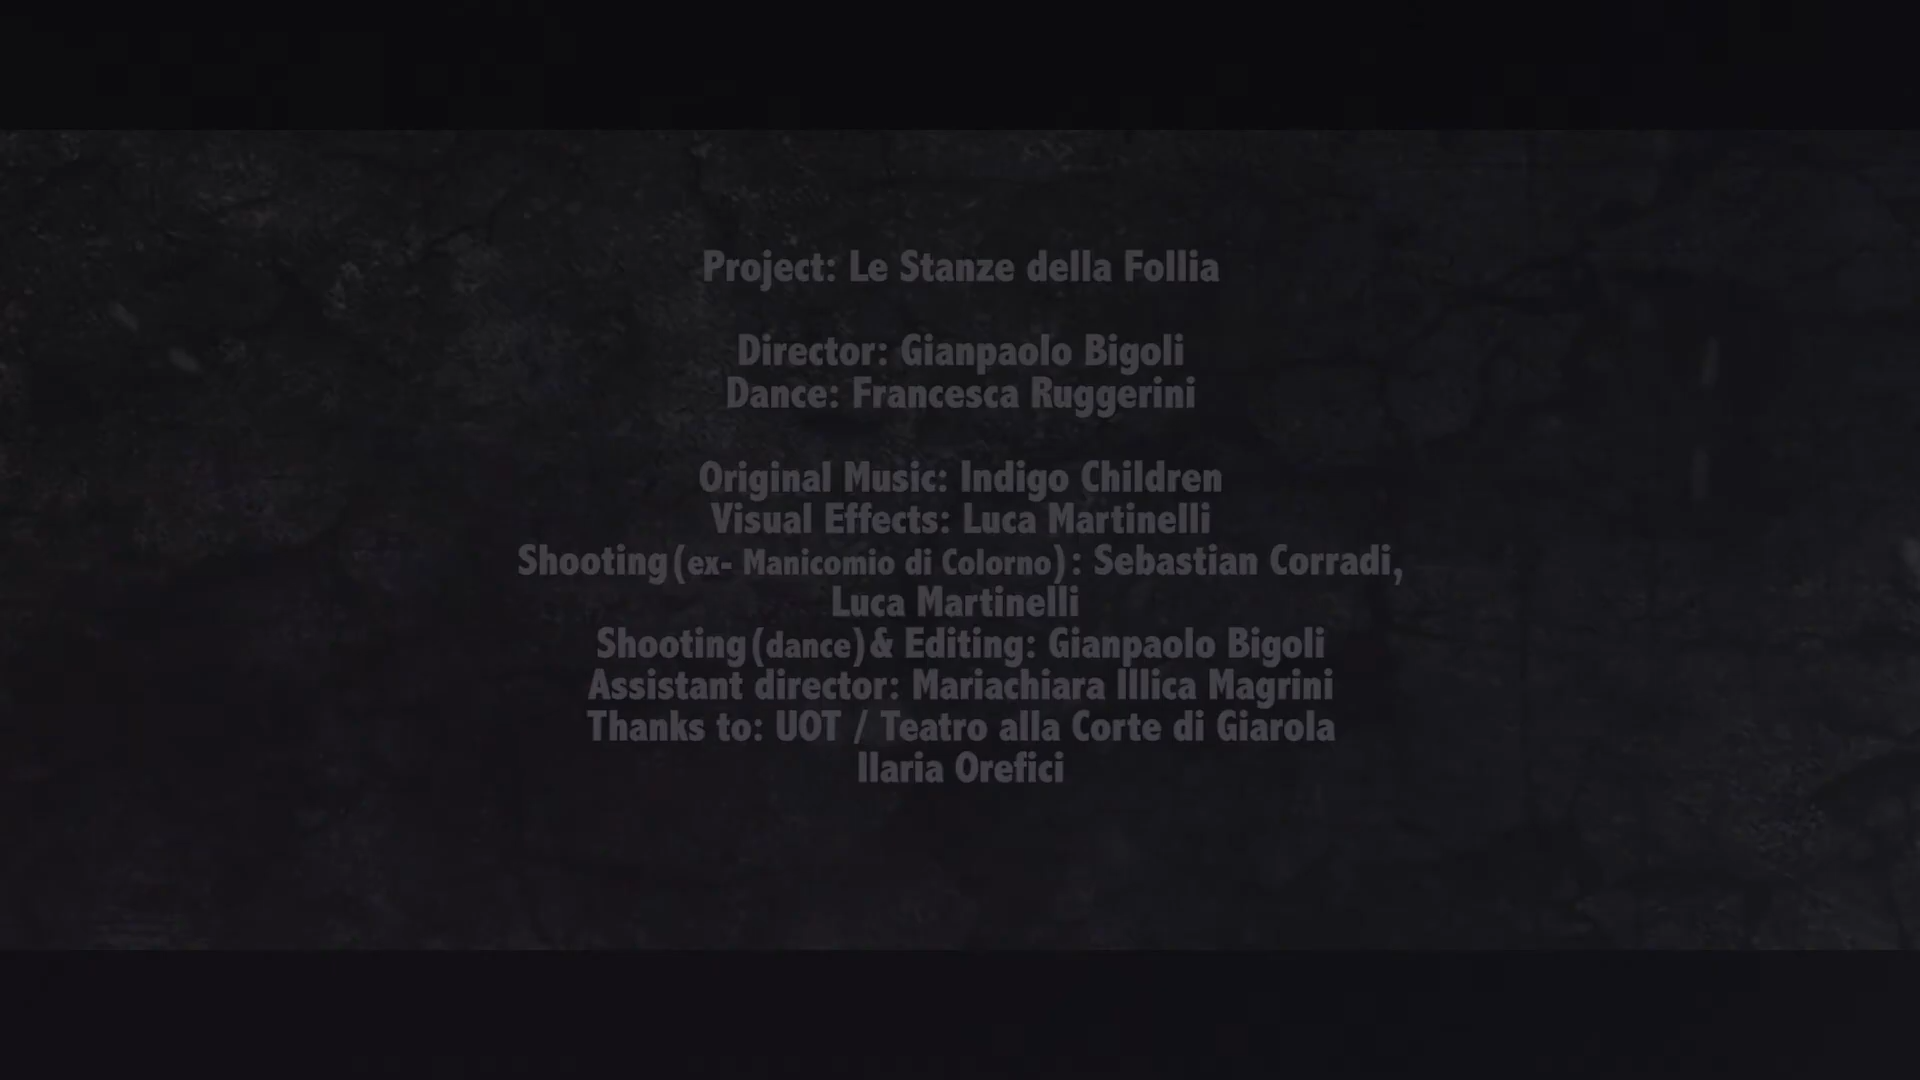 Project: Le Stanze della Follia
Director: Gianpaolo Bigoli
Dance: Francesca Ruggerini
Original Music: Indigo Children
Visual Effects: Luca Martinelli
Shooting(ex- Manicomio di Colorno): Sebastian Corradi,
Luca Martinelli
Shooting(dance)& Editing: Gianpaolo Bigoli
Assistant director: Mariachiara Illica Magrini
Thanks to: UOT / Teatro alla Corte di Giarola
Ilaria Orefici